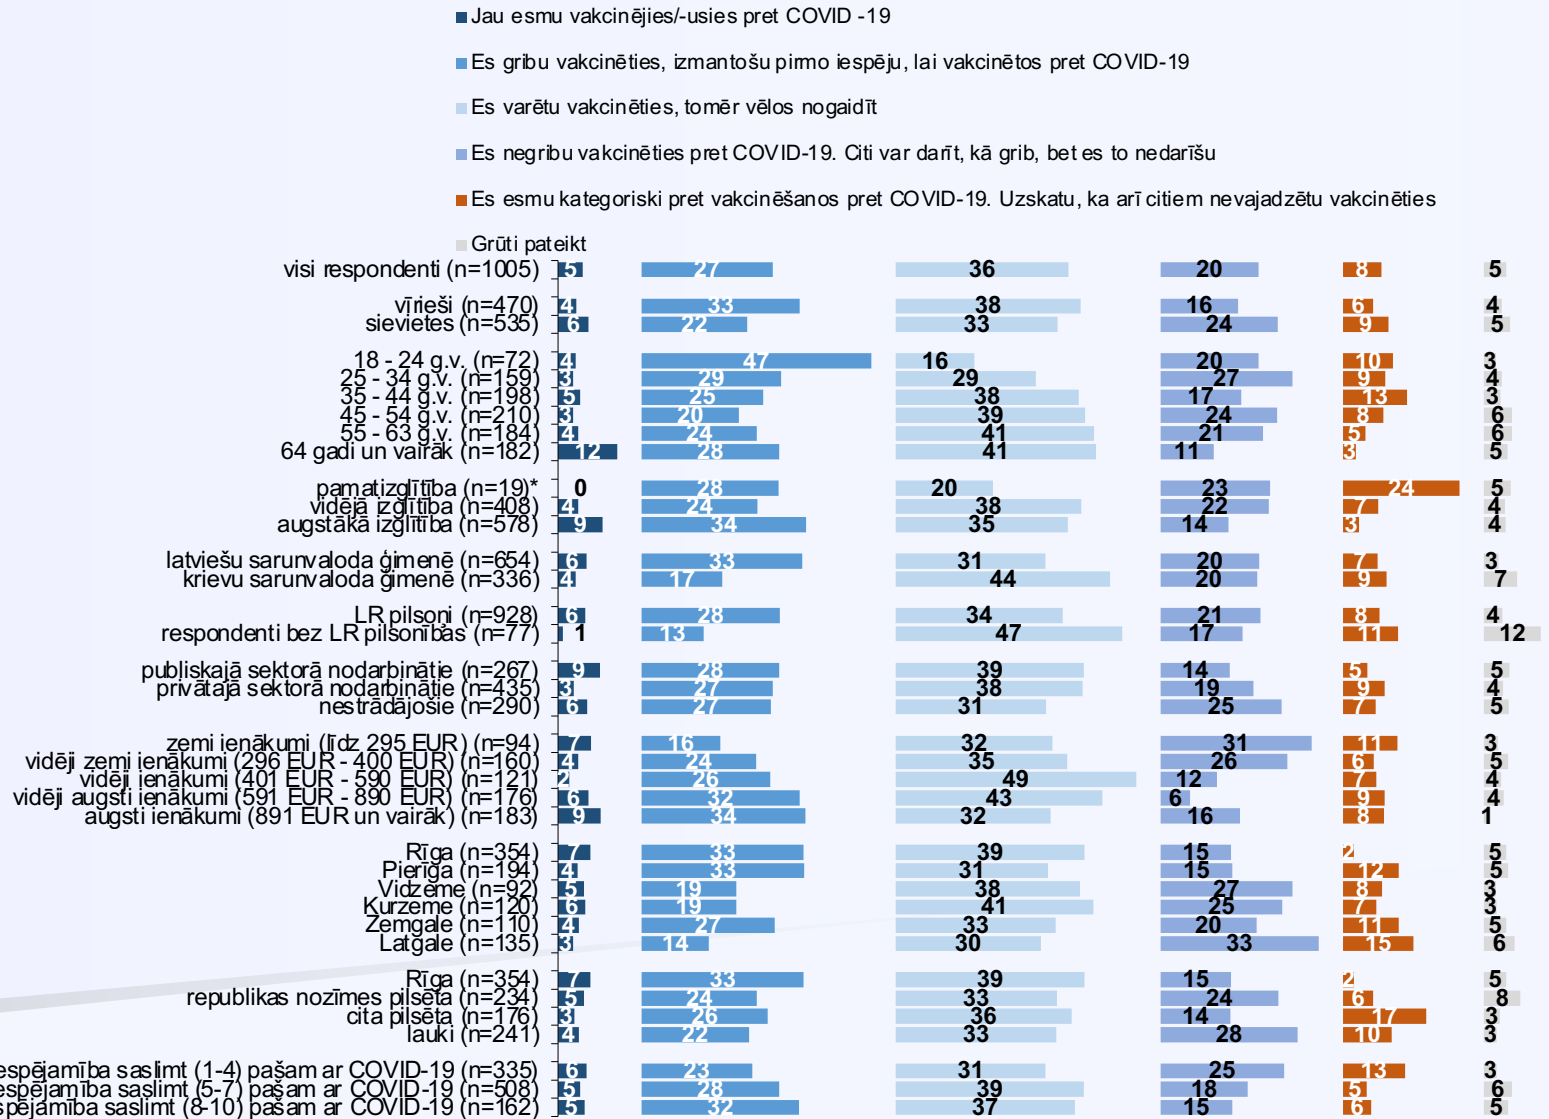 Jau esmu vakcinējies/-usies pret COVID -19
Es gribu vakcinēties, izmantošu pirmo iespēju, lai vakcinētos pret COVID-19
Es varētu vakcinēties, tomēr vēlos nogaidīt
Es negribu vakcinēties pret COVID-19. Citi var darīt, kā grib, bet es to nedarīšu
Es esmu kategoriski pret vakcinēšanos pret COVID-19. Uzskatu, ka arī citiem nevajadzētu vakcinēties
Grūti pateikt
visi respondenti (n=1005) 5 27 36 20 8 5
vīrieši (n=470) 4 33 38 16 6 4
sievietes (n=535) 6 22 33 24 9 5
18 - 24 g.v. (n=72) 4 47 16 20 10 3
25 - 34 g.v. (n=159) 3 29 29 27 9 4
35 - 44 g.v. (n=198) 5 25 38 17 13 3
45 - 54 g.v. (n=210) 3 20 39 24 8 6
55 - 63 g.v. (n=184) 4 24 41 21 5 6
64 gadi un vairāk (n=182) 12 28 41 11 3 5
pamatizglītība (n=19)* 0 28 20 23 24 5
vidējā izglītība (n=408) 4 24 38 22 7 4
augstākā izglītība (n=578) 9 34 35 14 3 4
latviešu sarunvaloda ģimenē (n=654) 6 33 31 20 7 3
krievu sarunvaloda ģimenē (n=336) 4 17 44 20 9 7
LR pilsoņi (n=928) 6 28 34 21 8 4
respondenti bez LR pilsonības (n=77) 1 13 47 17 11 12
publiskajā sektorā nodarbinātie (n=267) 9 28 39 14 5 5
privātajā sektorā nodarbinātie (n=435) 3 27 38 19 9 4
nestrādājošie (n=290) 6 27 31 25 7 5
zemi ienākumi (līdz 295 EUR) (n=94) 7 16 32 31 11 3
vidēji zemi ienākumi (296 EUR - 400 EUR) (n=160) 4 24 35 26 6 5
vidēji ienākumi (401 EUR - 590 EUR) (n=121) 2 26 49 12 7 4
vidēji augsti ienākumi (591 EUR - 890 EUR) (n=176) 6 32 43 6 9 4
augsti ienākumi (891 EUR un vairāk) (n=183) 9 34 32 16 8 1
Rīga (n=354) 7 33 39 15 2 5
Pierīga (n=194) 4 33 31 15 12 5
Vidzeme (n=92) 5 19 38 27 8 3
Kurzeme (n=120) 6 19 41 25 7 3
Zemgale (n=110) 4 27 33 20 11 5
Latgale (n=135) 3 14 30 33 15 6
Rīga (n=354) 7 33 39 15 2 5
republikas nozīmes pilsēta (n=234) 5 24 33 24 6 8
cita pilsēta (n=176) 3 26 36 14 17 3
lauki (n=241) 4 22 33 28 10 3
espējamība saslimt (1-4) pašam ar COVID-19 (n=335) 6 23 31 25 13 3
espējamība saslimt (5-7) pašam ar COVID-19 (n=508) 5 28 39 18 5 6
spējamība saslimt (8-10) pašam ar COVID-19 (n=162) 5 32 37 15 6 5